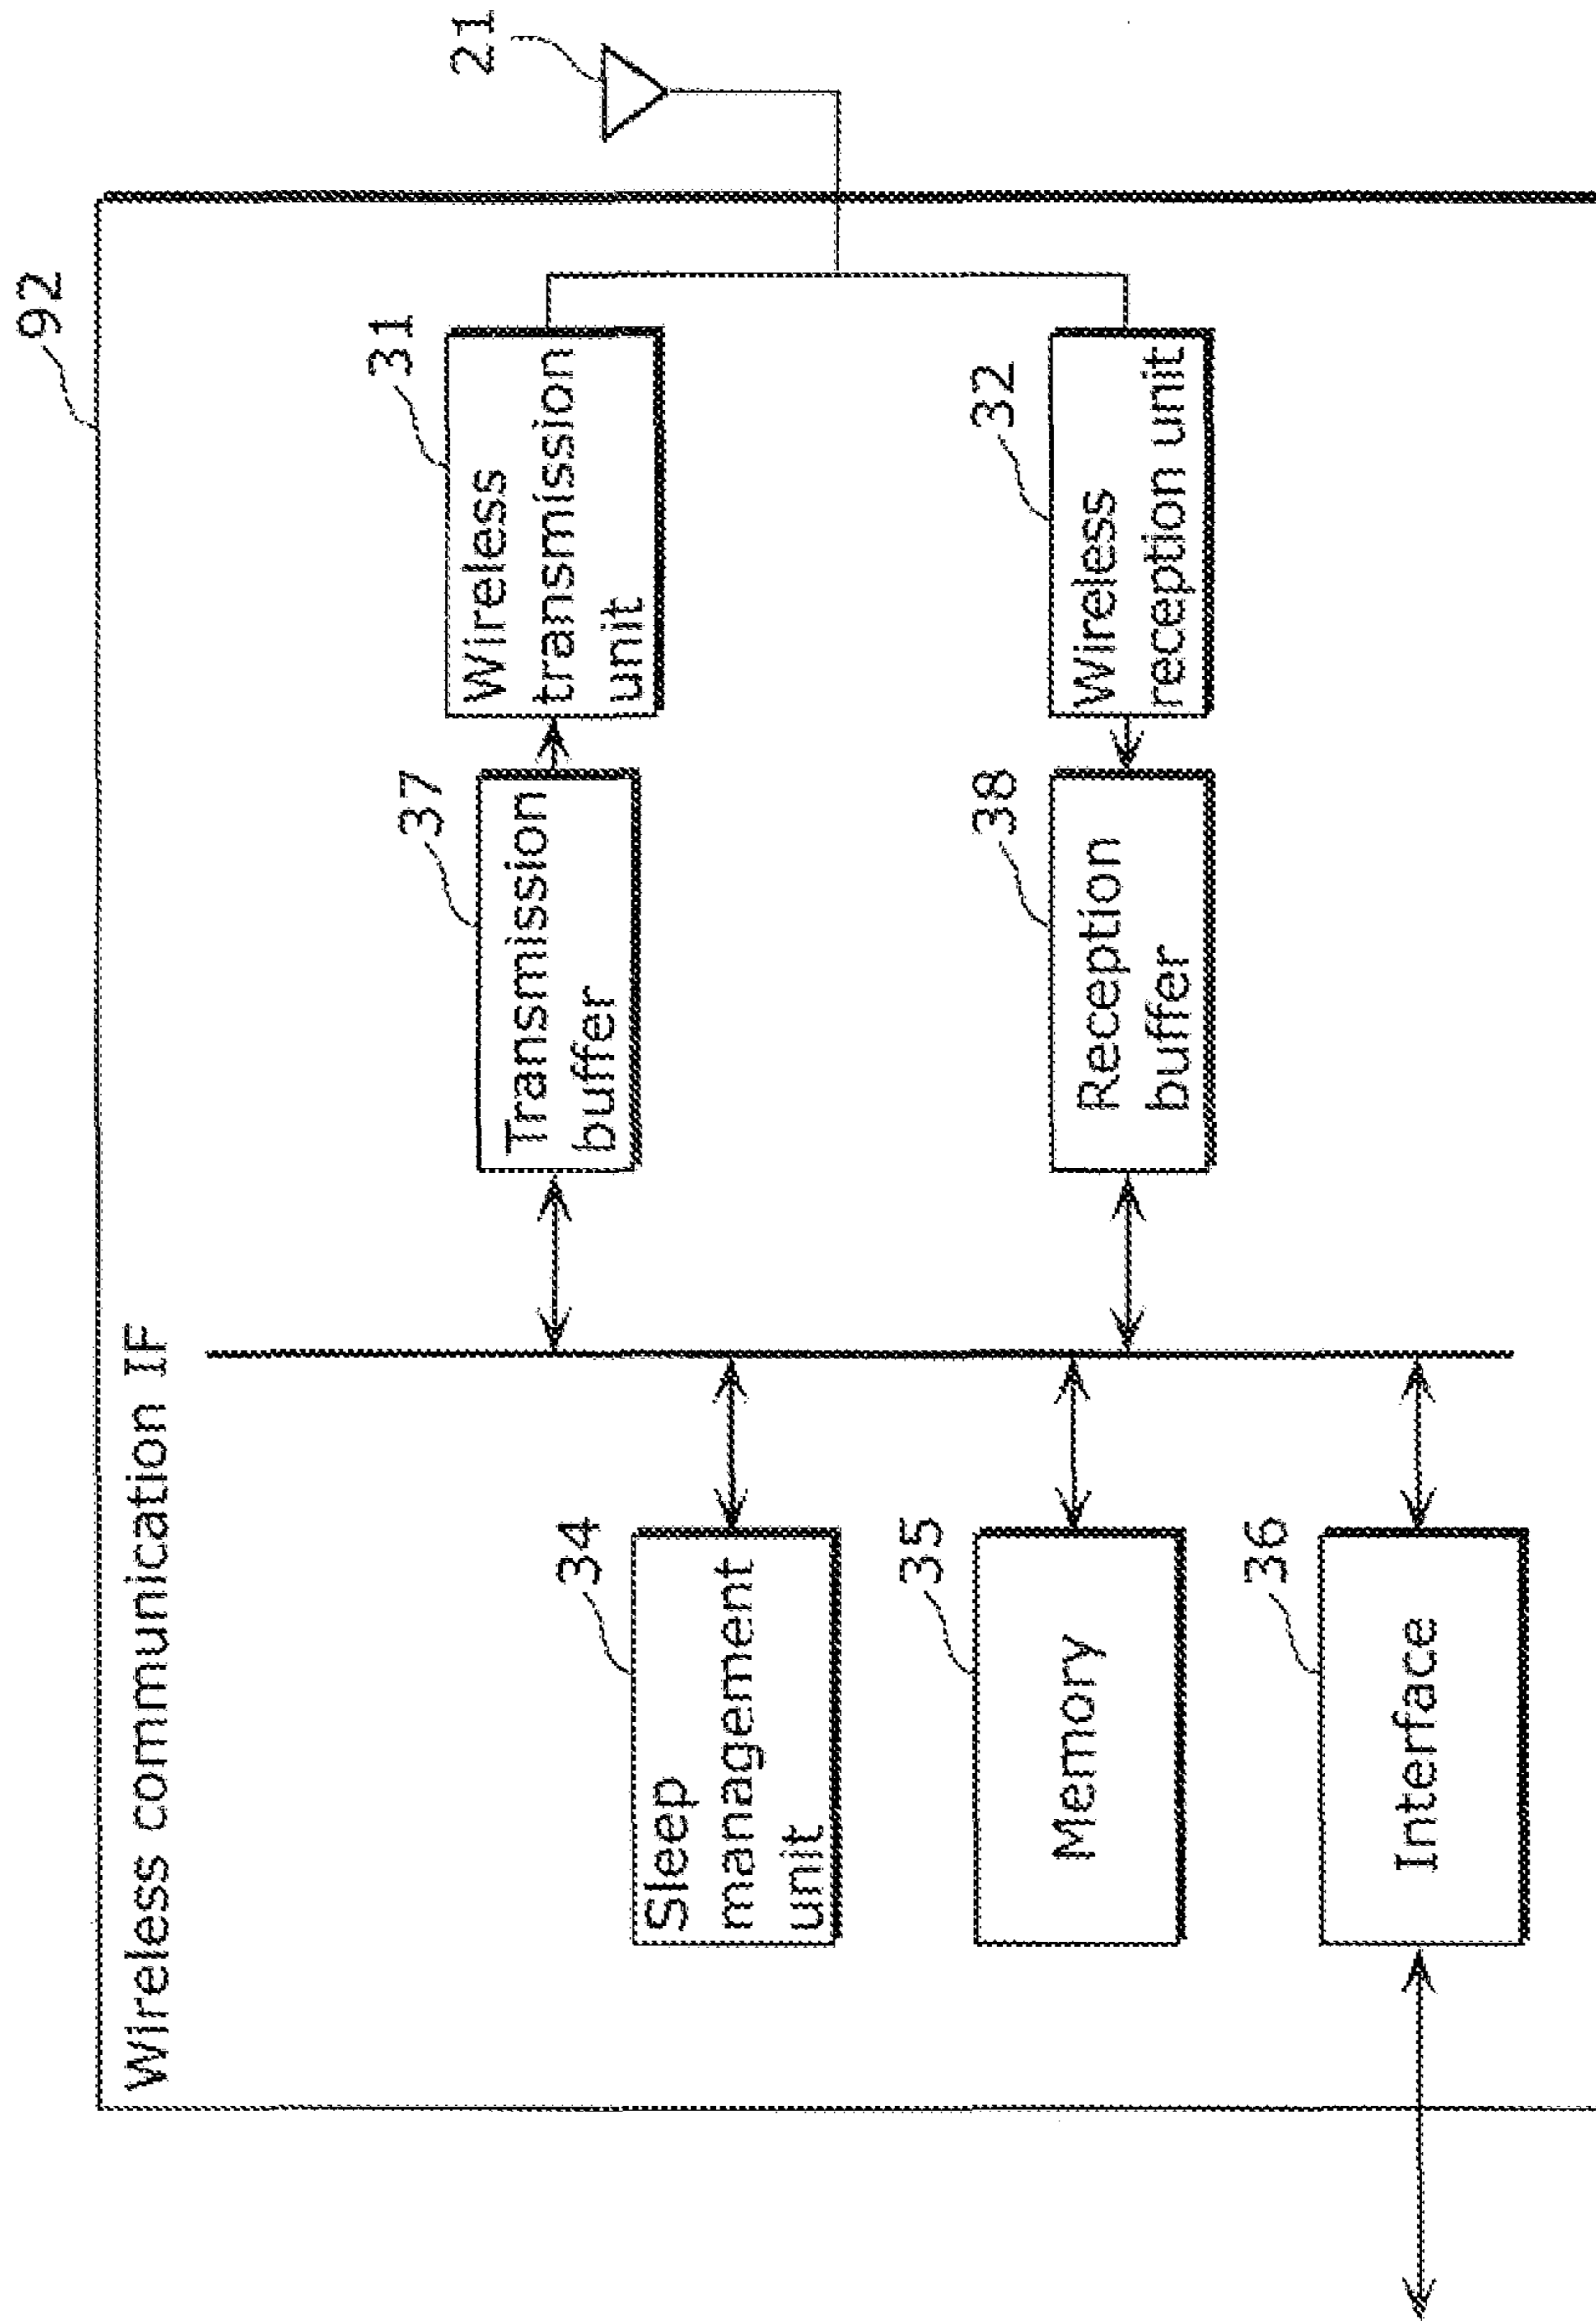 92
Wireless communication IF
21
31
Wireless
transmission
unit
37
Transmission
buffer
34
Sleep
management
unit
32
Wireless
reception unit
38
Reception
buffer
35
Memory
36
Interface